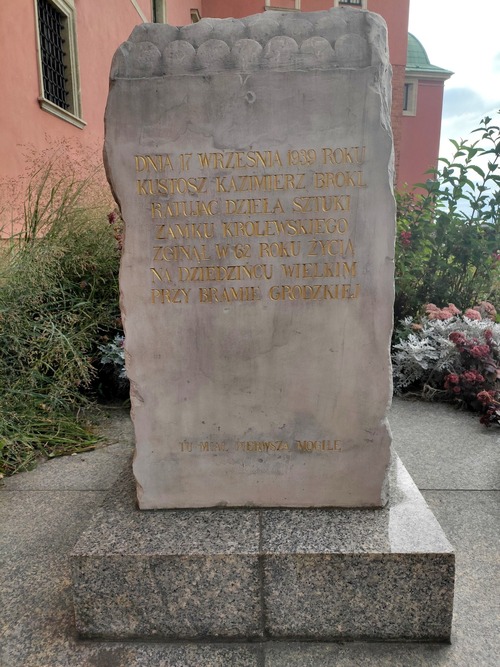 DNIA 17 WRZEŚNIA 1939 ROKU
KUSTOSZ KAZIMIERZ BROKL
RATUJĄC DZIEŁA SZTUKI
ZAMKU KRÓLEWSKIEGO
ZGINĄŁ W 62 ROKU ŻYCIA
NA DZIEDZIŃCU WIELKIM
PRZY BRAMIE GRODZKIEJ
TU MIAŁ PIERWSZĄ MOGIŁĘ